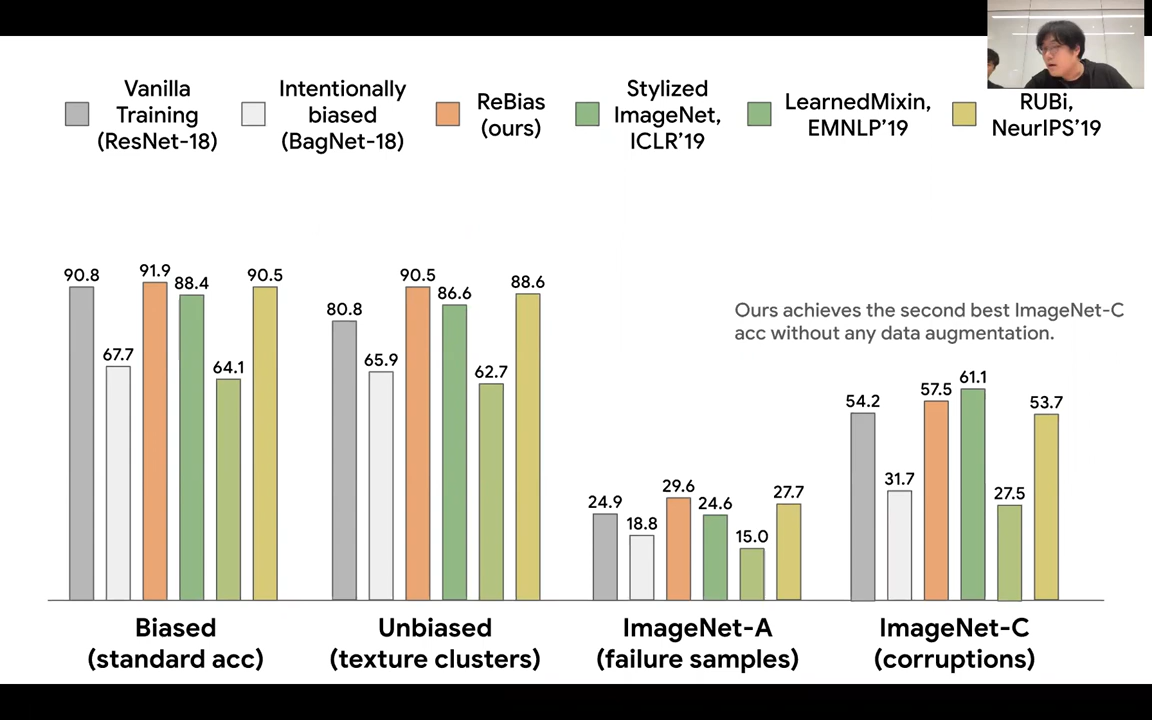 Vanilla
Training
(ResNet-18)
Intentionally
biased
(BagNet-18)
ReBias
(ours)
Stylized
ImageNet,
ICLR'19
LearnedMixin,
EMNLP'19
RUBi,
NeurIPS'19
90.8
67.7
91.9
88.4
64.1
90.5
80.8
65.9
90.5
86.6
62.7
88.6
24.9
18.8
29.6
24.6
15.0
27.7
Ours achieves the second best ImageNet-C
acc without any data augmentation.
54.2
31.7
57.5
61.1
27.5
53.7
Biased
(standard acc)
Unbiased
(texture clusters)
ImageNet-A
(failure samples)
ImageNet-C
(corruptions)